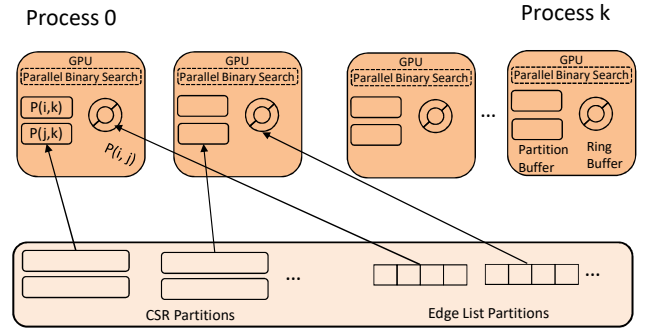 Process 0
Process k
GPU
GPU
GPU
GPU
Parallel Binary Search
Parallel Binary Search
Parallel Binary Search
Parallel Binary Search
P(i,k)
P(j,k)
P(i, j)
...
Partition
Buffer
Ring
Buffer
...
...
CSR Partitions
Edge List Partitions